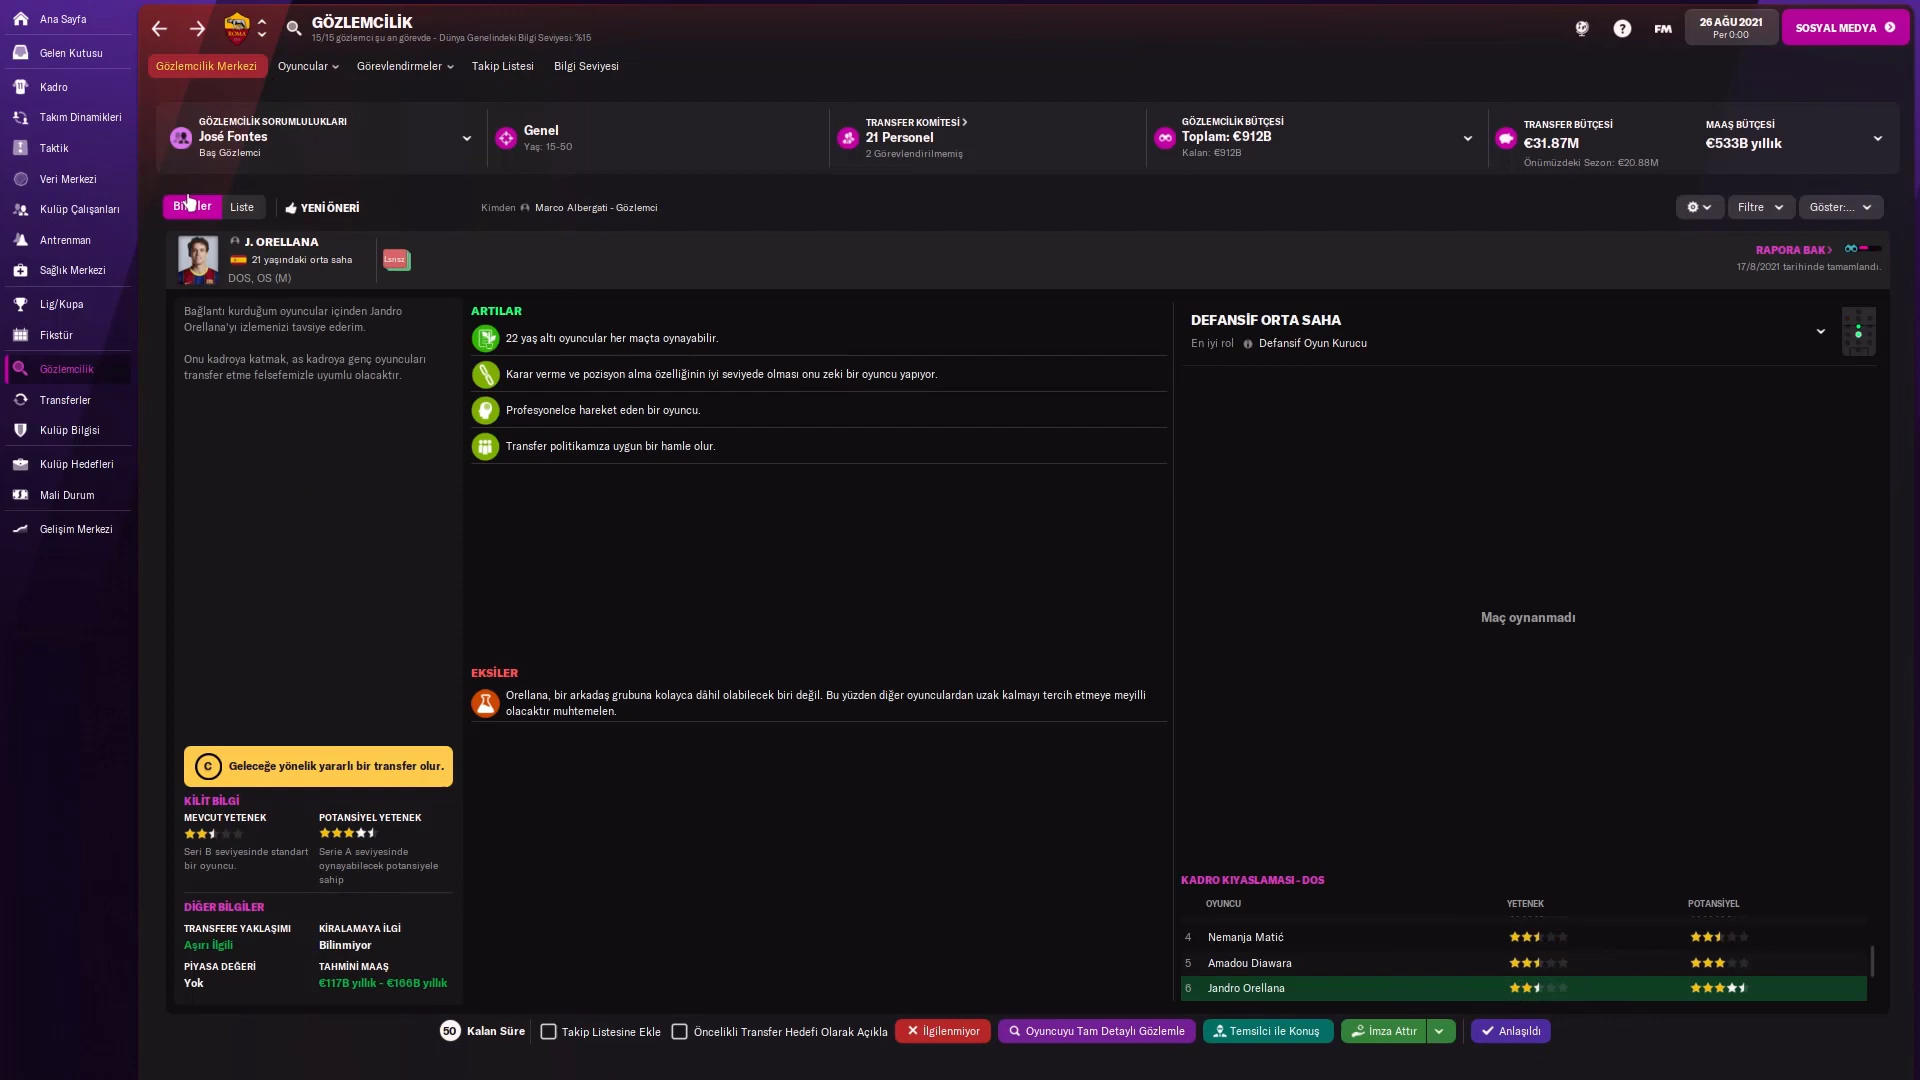 Ana Sayfa
Gelen Kutusu
Kadro
Takım Dinamikleri
Taktik
Veri Merkezi
Kulüp Çalışanları
Antrenman
Sağlık Merkezi
Lig/Kupa
Fikstür
Gözlemcilik
Transferler
Kulüp Bilgisi
Kulüp Hedefleri
Mali Durum
Gelişim Merkezi
ROMA
GÖZLEMCİLİK
15/15 gözlemci şu an görevde - Dünya Genelindeki Bilgi Seviyesi: %15
?
FM
26 AĞU 2021
Per 0:00
SOSYAL MEDYA
Gözlemcilik Merkezi
Oyuncular
Görevlendirmeler
Takip Listesi
Bilgi Seviyesi
GÖZLEMCİLİK SORUMLULUKLARI
José Fontes
Baş Gözlemci
Genel
Yaş: 15-50
TRANSFER KOMİTESİ
21 Personel
2 Görevlendirilmemiş
GÖZLEMCİLİK BÜTÇESİ
Toplam: €912B
Kalan: €912B
TRANSFER BÜTÇESİ
€31.87M
Önümüzdeki Sezon: €20.88M
MAAŞ BÜTÇESİ
€533B yıllık
Liste
YENİ ÖNERİ
Kimden Marco Albergati - Gözlemci
Filtre
Göster:...
J. ORELLANA
21 yaşındaki orta saha
DOS, OS (M)
Lsnsz
RAPORA BAK
17/8/2021 tarihinde tamamlandı.
Bağlantı kurduğum oyuncular içinden Jandro
Orellana'yı izlemenizi tavsiye ederim.
Onu kadroya katmak, as kadroya genç oyuncuları
transfer etme felsefemizle uyumlu olacaktır.
C Geleceğe yönelik yararlı bir transfer olur.
KİLİT BİLGİ
MEVCUT YETENEK
Seri B seviyesinde standart
bir oyuncu.
POTANSİYEL YETENEK
Serie A seviyesinde
oynayabilecek potansiyele
sahip
DİĞER BİLGİLER
TRANSFERE YAKLAŞIMI
Aşırı İlgili
KİRALAMAYA İLGİ
Bilinmiyor
PİYASA DEĞERİ
Yok
TAHMİNİ MAAŞ
€117B yıllık - €166B yıllık
ARTILAR
22 yaş altı oyuncular her maçta oynayabilir.
Karar verme ve pozisyon alma özelliğinin iyi seviyede olması onu zeki bir oyuncu yapıyor.
Profesyonelce hareket eden bir oyuncu.
Transfer politikamıza uygun bir hamle olur.
EKSİLER
Orellana, bir arkadaş grubuna kolayca dâhil olabilecek biri değil. Bu yüzden diğer oyunculardan uzak kalmayı tercih etmeye meyilli
olacaktır muhtemelen.
DEFANSİF ORTA SAHA
En iyi rol Defansif Oyun Kurucu
Maç oynanmadı
KADRO KIYASLAMASI - DOS
OYUNCU YETENEK POTANSİYEL
4 Nemanja Matić
5 Amadou Diawara
6 Jandro Orellana
50 Kalan Süre
Takip Listesine Ekle
Öncelikli Transfer Hedefi Olarak Açıkla
İlgilenmiyor
Oyuncuyu Tam Detaylı Gözlemle
Temsilci ile Konuş
İmza Attır
Anlaşıldı